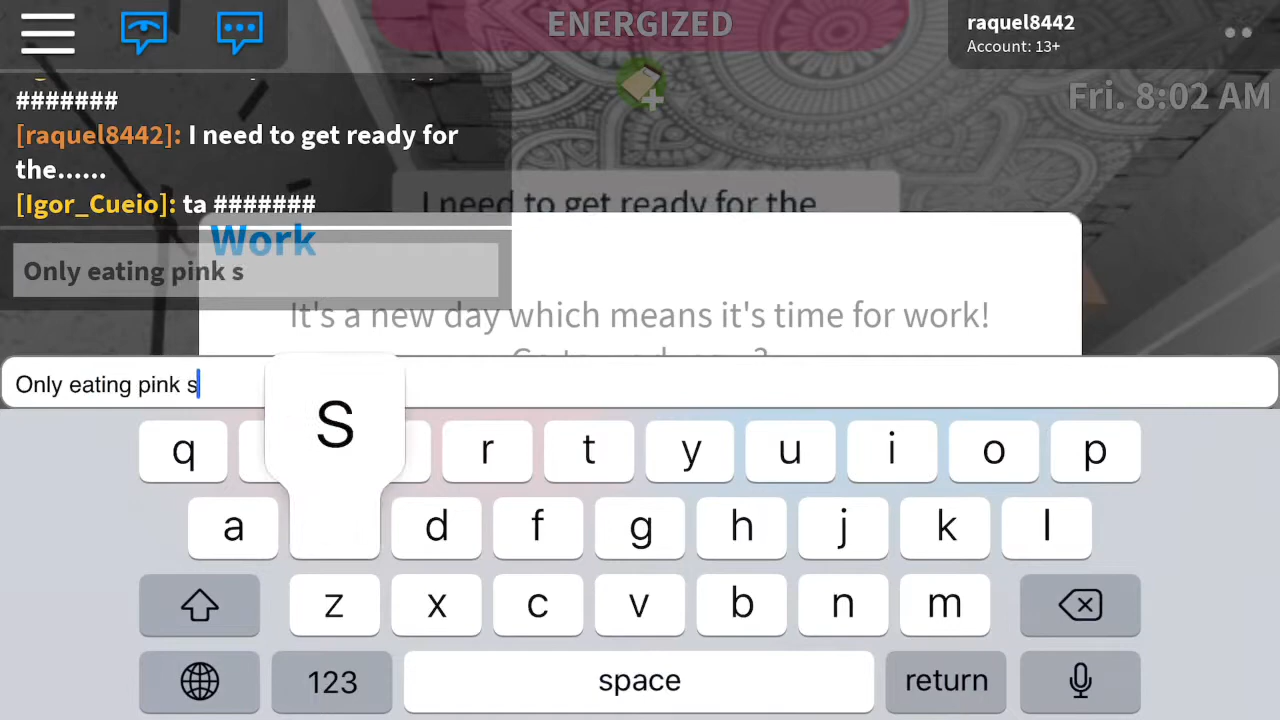 ENERGIZED
raquel8442
Account: 13+
Fri. 8:02 AM
#######
[raquel8442]: I need to get ready for
the......
[Igor_Cueio]: ta #######
I need to get ready for the
Work
Only eating pink s
It's a new day which means it's time for work!
Only eating pink s
S
q r t y u i o p
a d f g h j k l
z x c v b n m
123 space return